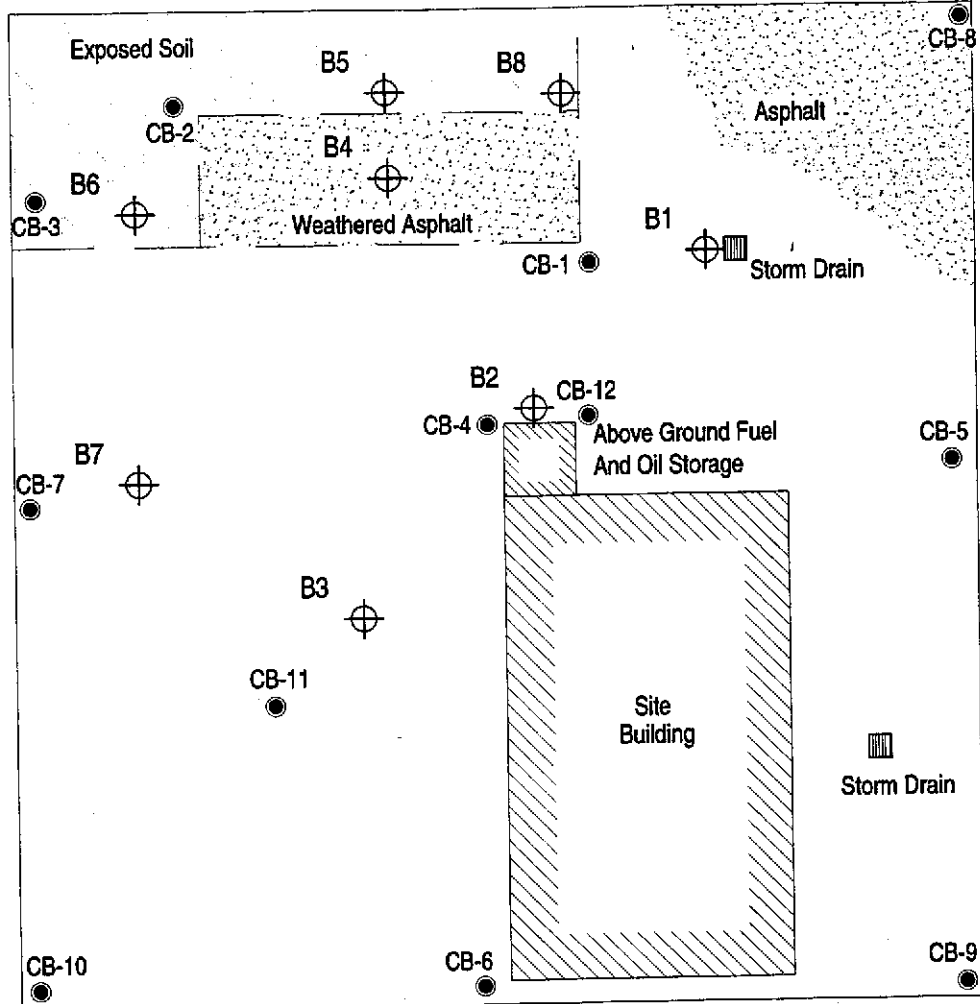 CB-8
Exposed Soil
B5
B8
CB-2
Asphalt
B4
B6
CB-3
Weathered Asphalt
B1
CB-1
Storm Drain
B2
CB-12
CB-4
Above Ground Fuel
And Oil Storage
CB-5
B7
CB-7
B3
CB-11
Site
Building
Storm Drain
CB-10
CB-6
CB-9